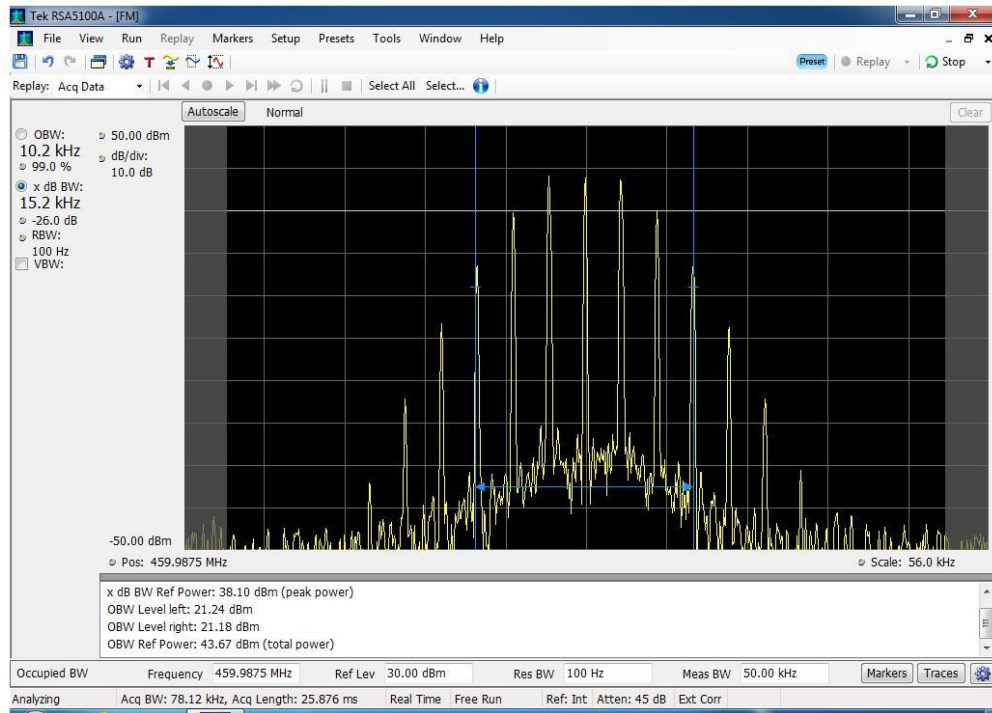 Tek RSA5100A - [FM]
File View Run Replay Markers Setup Presets Tools Window Help
T Preset Replay Stop
Replay: Acq Data Select All Select...
Autoscale Normal Clear
OBW:
10.2 kHz
99.0 %
x dB BW:
15.2 kHz
-26.0 dB
RBW:
100 Hz
VBW:
50.00 dBm
dB/div:
10.0 dB
-50.00 dBm
Pos: 459.9875 MHz Scale: 56.0 kHz
x dB BW Ref Power: 38.10 dBm (peak power)
OBW Level left: 21.24 dBm
OBW Level right: 21.18 dBm
OBW Ref Power: 43.67 dBm (total power)
Occupied BW Frequency 459.9875 MHz Ref Lev 30.00 dBm Res BW 100 Hz Meas BW 50.00 kHz Markers Traces
Analyzing Acq BW: 78.12 kHz, Acq Length: 25.876 ms Real Time Free Run Ref: Int Atten: 45 dB Ext Corr